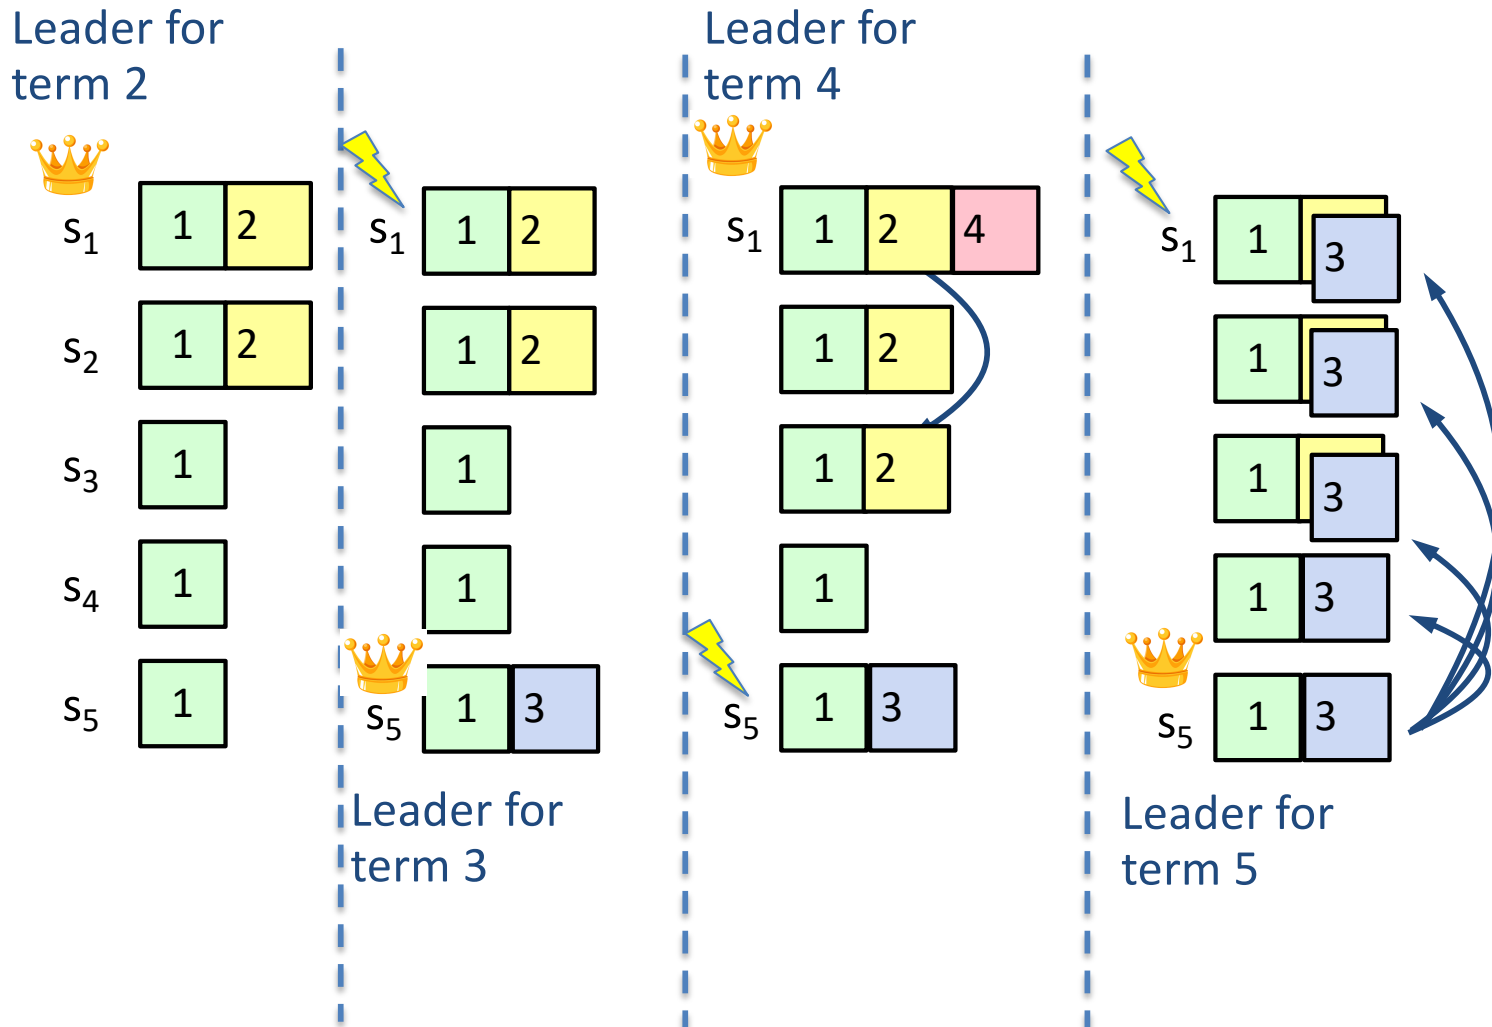 Leader for
term 2
s1 1 2
s2 1 2
s3 1
s4 1
s5 1
s1 1 2
1 2
1
1
s5 1 3
Leader for
term 3
Leader for
term 4
s1 1 2 4
1 2
1 2
1
s5 1 3
s1 1 3
1 3
1 3
1 3
s5 1 3
Leader for
term 5